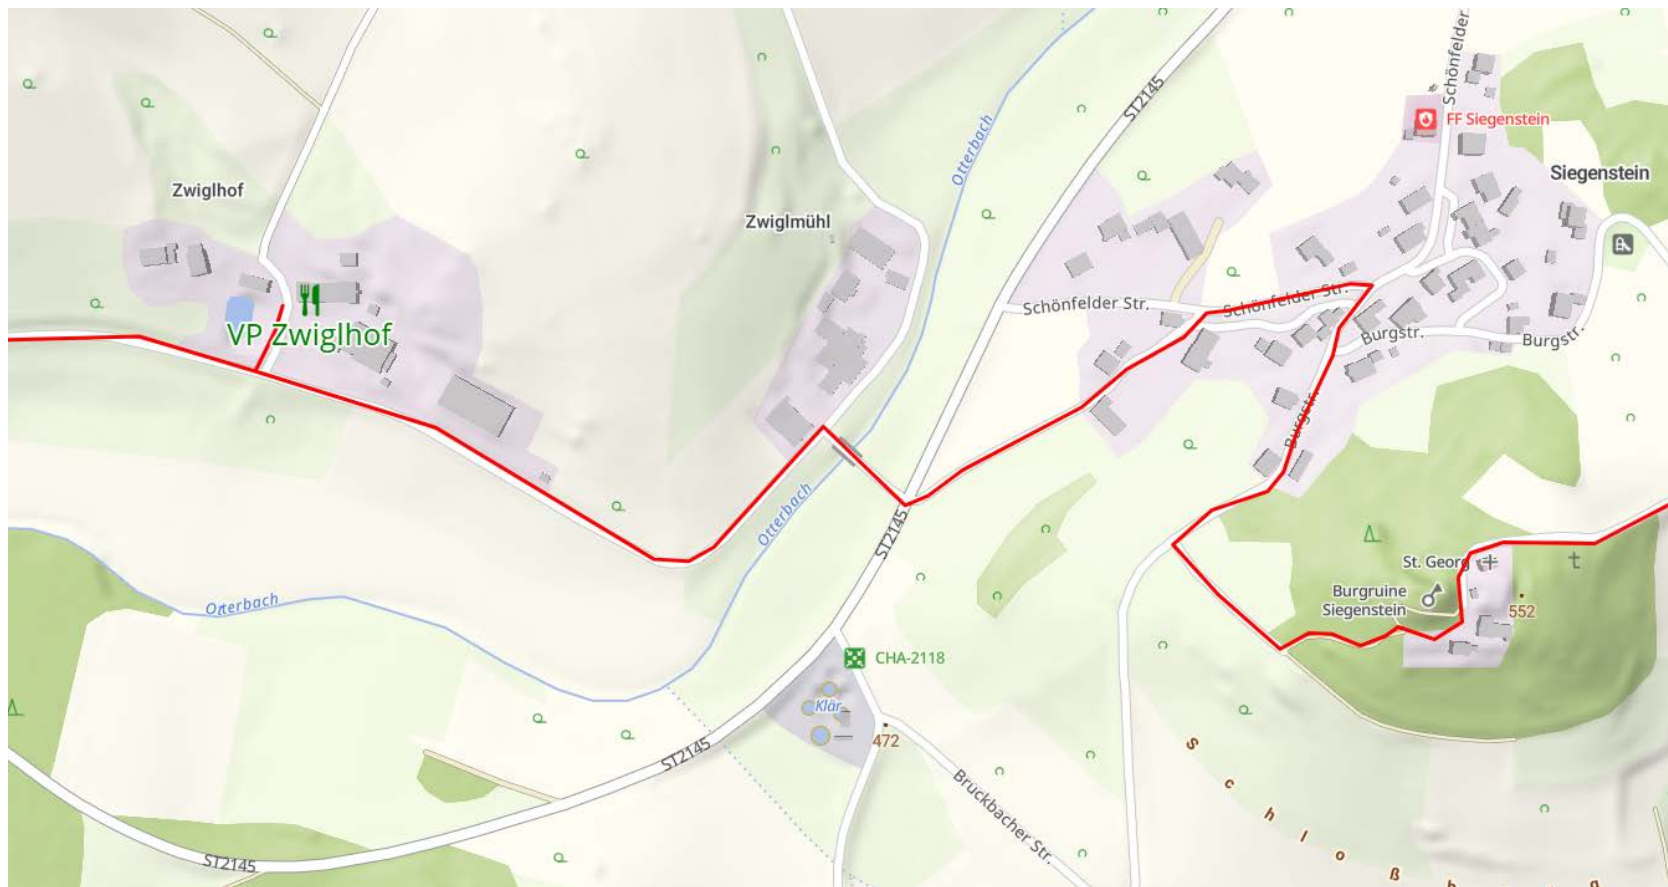 Schönfelder
ST2145
FF Siegenstein
Otterbach
Siegenstein
Zwiglhof
Zwiglmühl
Schönfelder Str.
Schönfelder Str.
VP Zwiglhof
Burgstr.
Burgstr.
Burgstr.
Otterbach
ST2145
St. Georg
Burgruine
Siegenstein
552
Otterbach
CHA-2118
Klär
472
ST2145
Bruckbacher Str.
S c h l o ß b
ST2145